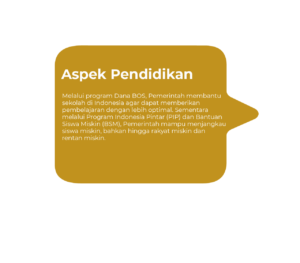 Aspek Pendidikan
Melalui program Dana BOS, Pemerintah membantu
sekolah di Indonesia agar dapat memberikan
pembelajaran dengan lebih optimal. Sementara
melalui Program Indonesia Pintar (PIP) dan Bantuan
Siswa Miskin (BSM), Pemerintah mampu menjangkau
siswa miskin, bahkan hingga rakyat miskin dan
rentan miskin.